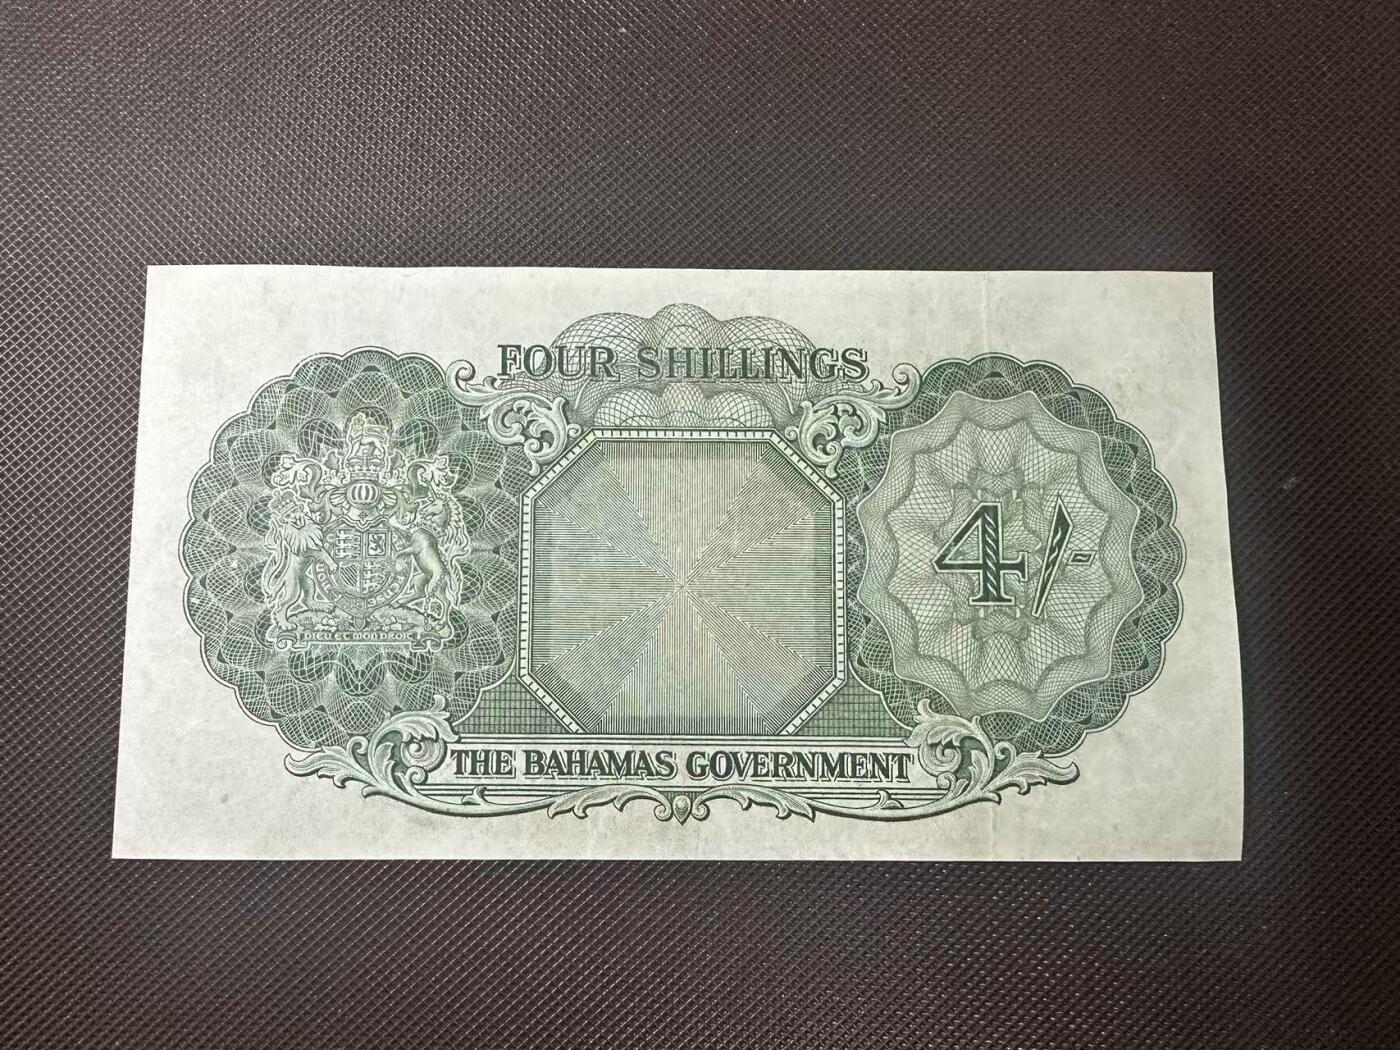 FOUR SHILLINGS
4/-
DIEU ET MON DROIT
THE BAHAMAS GOVERNMENT